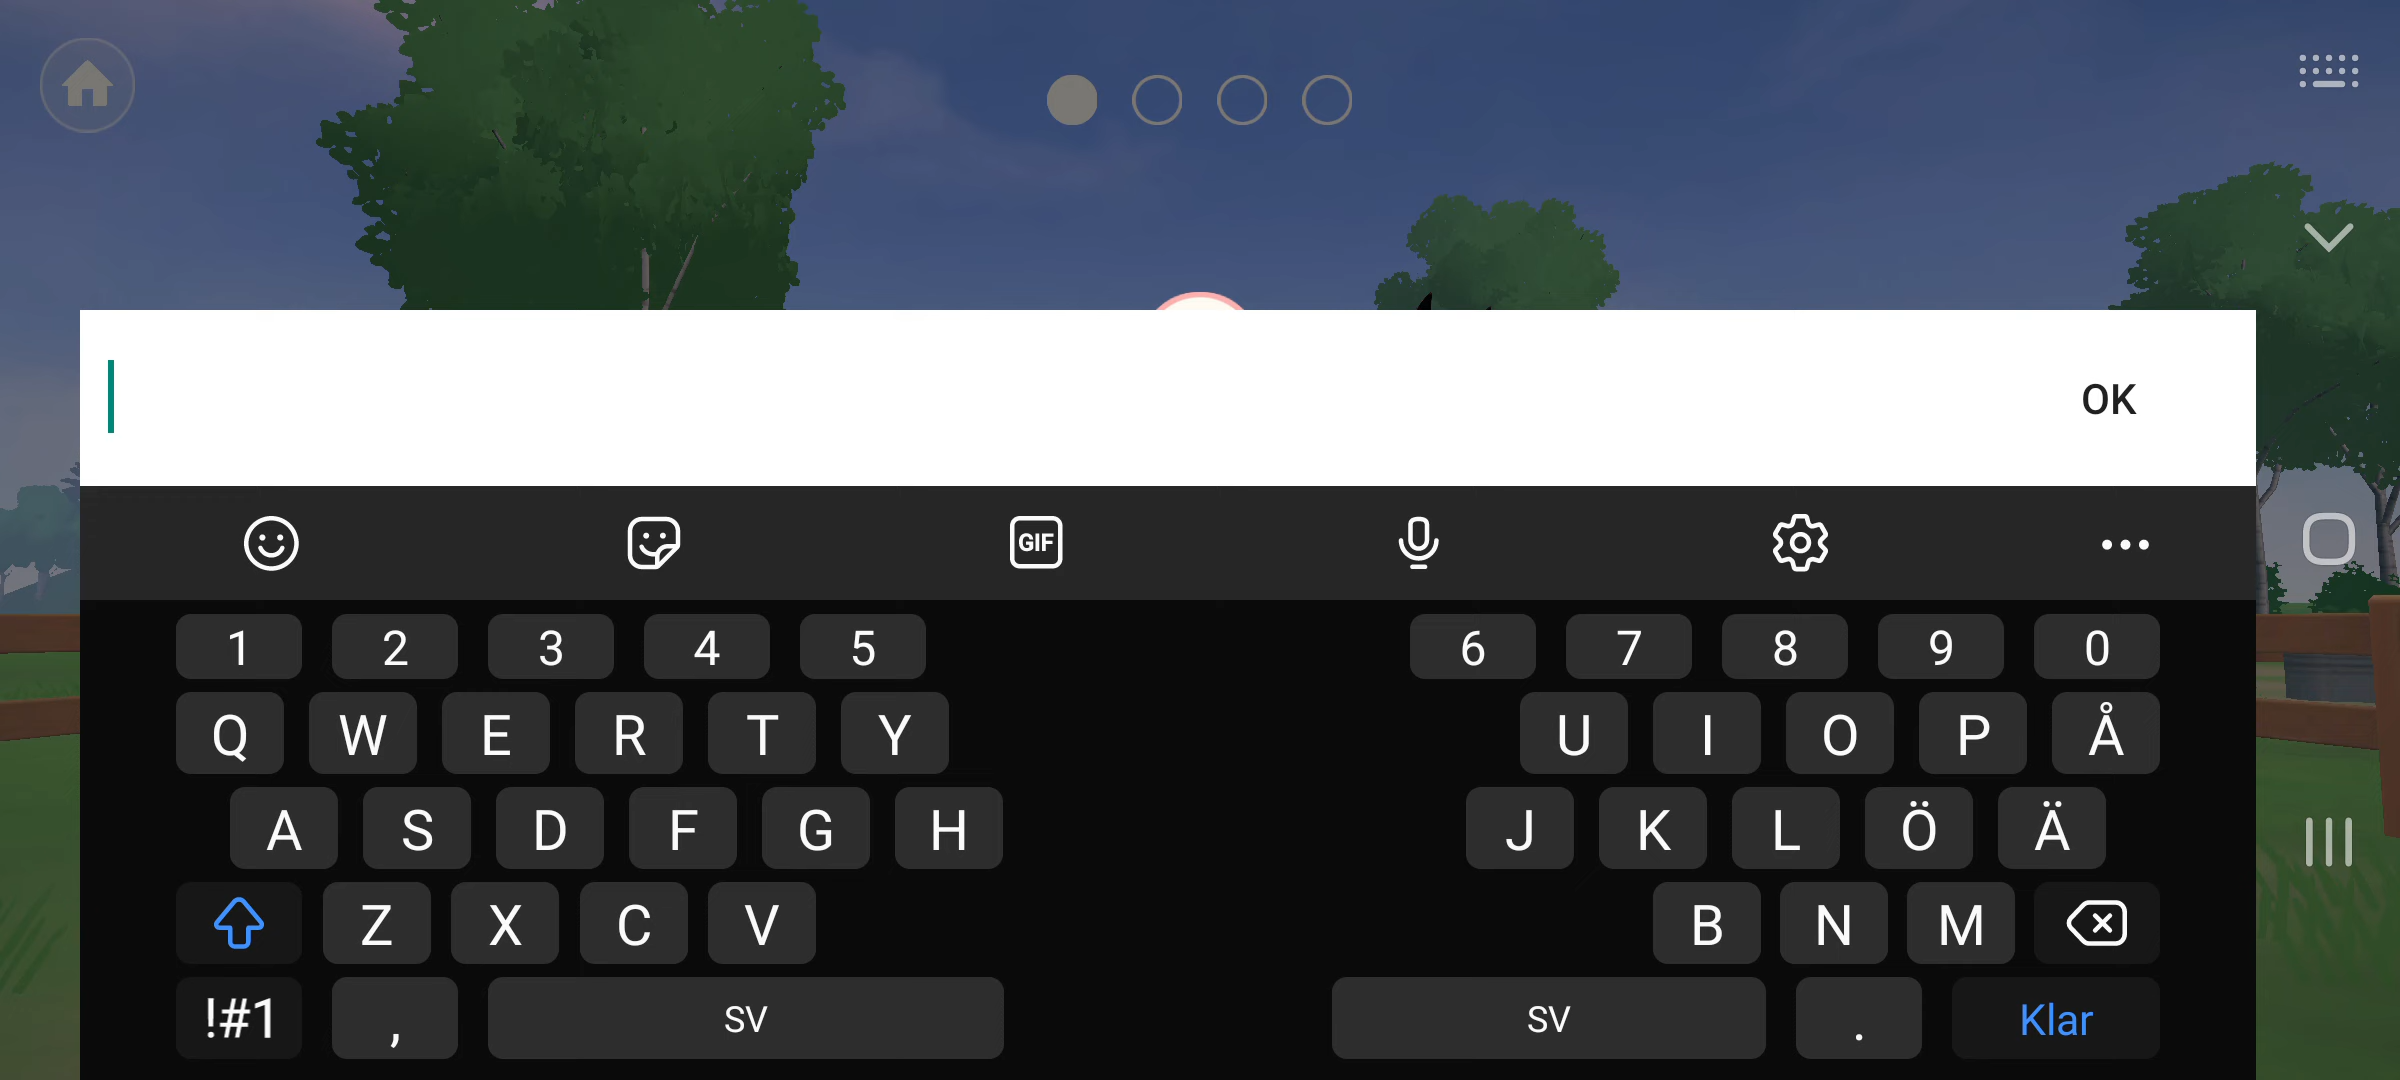 OK
GIF
1 2 3 4 5 6 7 8 9 0
Q W E R T Y U I O P Å
A S D F G H J K L Ö Ä
Z X C V B N M
!#1 , SV SV . Klar